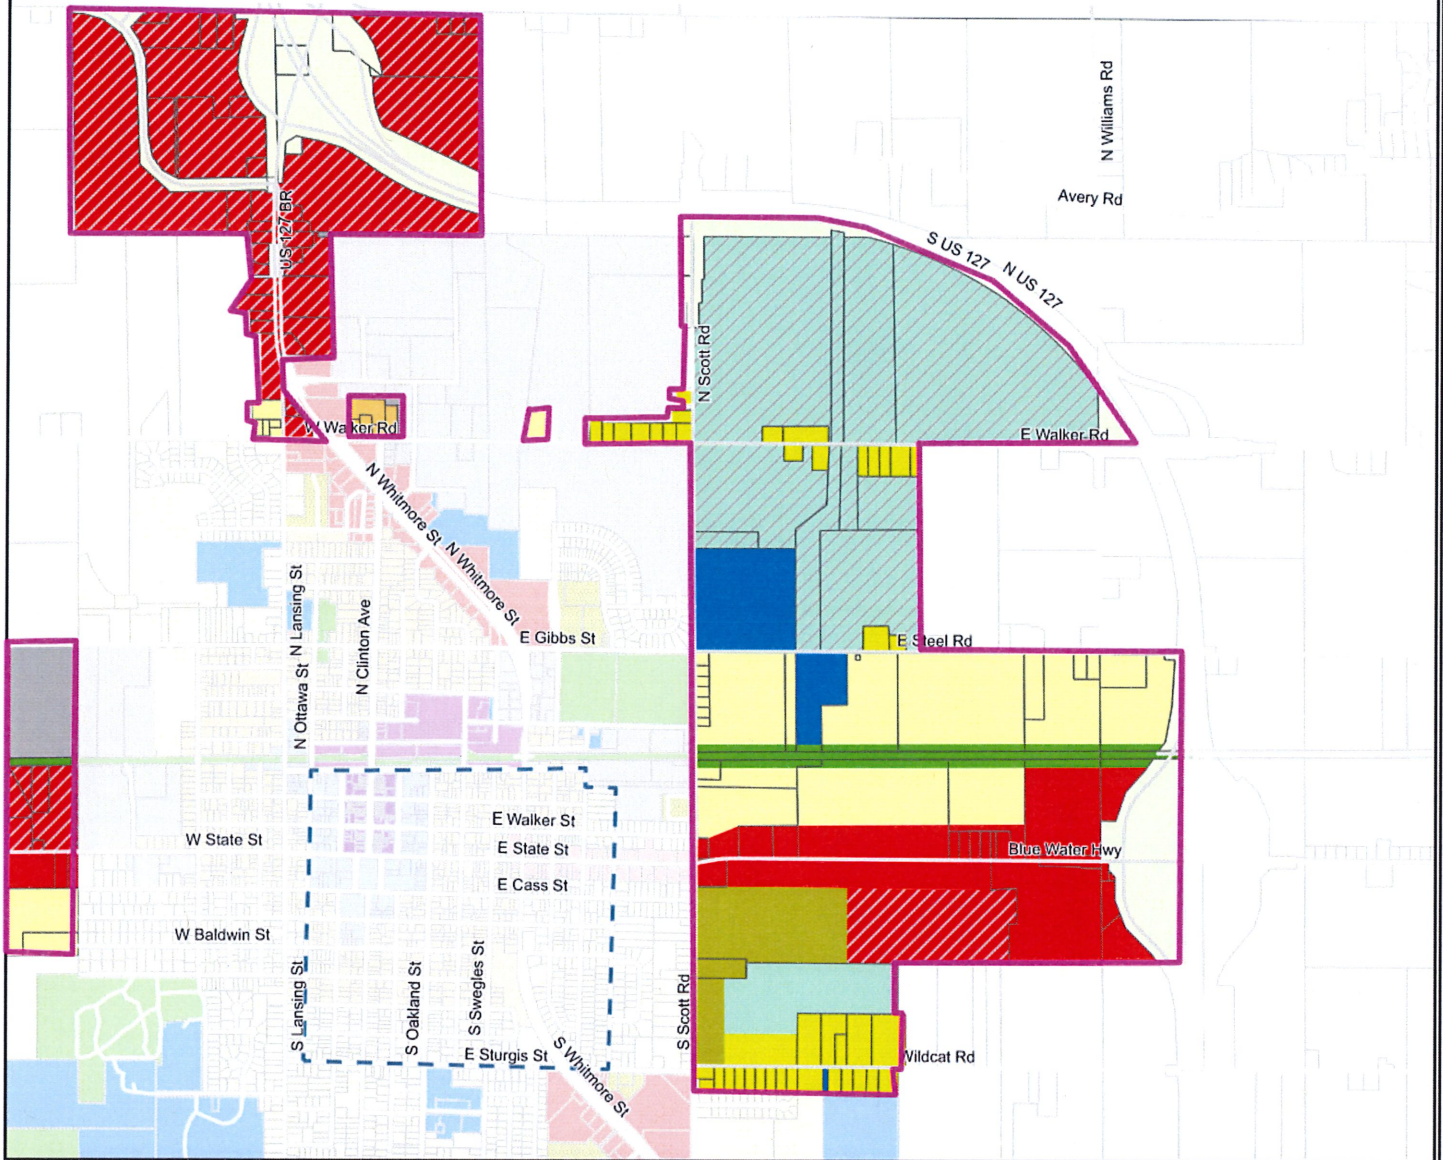 N Williams Rd
Avery Rd
US 127 BR
S US 127
N US 127
N Scott Rd
W Walker Rd
E Walker Rd
N Whitmore St
N Whitmore St
N Lansing St
N Clinton Ave
E Gibbs St
E Steel Rd
N Ottawa St
E Walker St
W State St
E State St
Blue Water Hwy
E Cass St
W Baldwin St
S Lansing St
S Oakland St
S Swegles St
S Scott Rd
E Sturgis St
S Whitmore St
Wildcat Rd